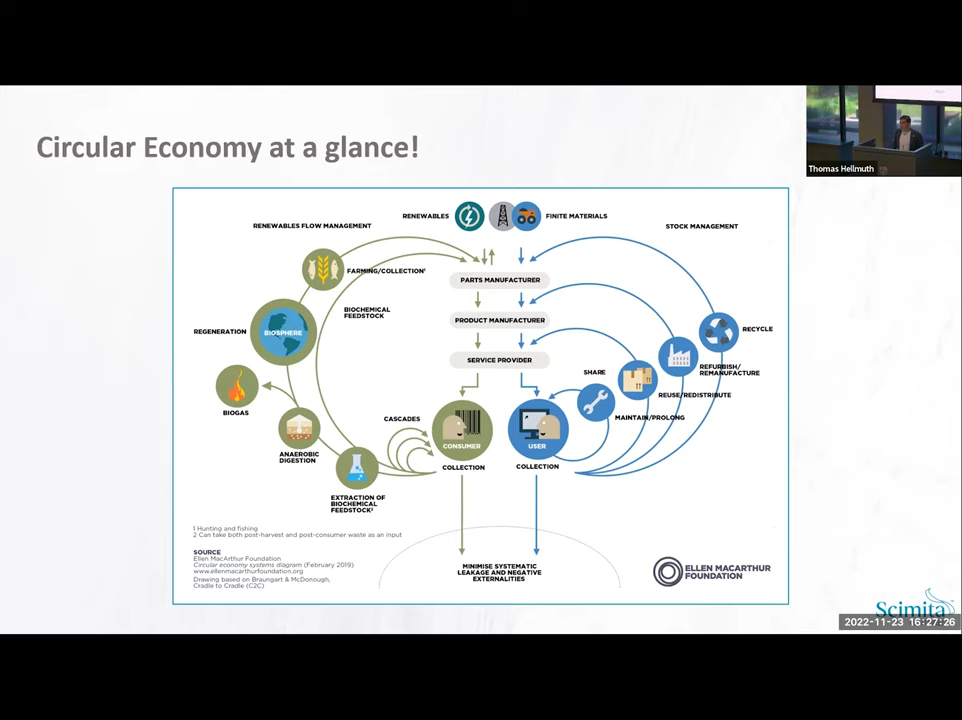 Circular Economy at a glance!
Thomas Hellmuth
RENEWABLES
FINITE MATERIALS
RENEWABLES FLOW MANAGEMENT
STOCK MANAGEMENT
FARMING/COLLECTION¹
PARTS MANUFACTURER
BIOCHEMICAL
FEEDSTOCK
PRODUCT MANUFACTURER
REGENERATION
BIOSPHERE
RECYCLE
SERVICE PROVIDER
SHARE
REFURBISH/
REMANUFACTURE
REUSE/REDISTRIBUTE
BIOGAS
CASCADES
MAINTAIN/PROLONG
CONSUMER
USER
ANAEROBIC
DIGESTION
COLLECTION
COLLECTION
EXTRACTION OF
BIOCHEMICAL
FEEDSTOCK²
1 Hunting and fishing
2 Can take both post-harvest and post-consumer waste as an input
SOURCE
Ellen MacArthur Foundation
Circular economy systems diagram (February 2019)
www.ellenmacarthurfoundation.org
Drawing based on Braungart & McDonough,
Cradle to Cradle (C2C)
MINIMISE SYSTEMATIC
LEAKAGE AND NEGATIVE
EXTERNALITIES
ELLEN MACARTHUR
FOUNDATION
Scimita
2022-11-23 16:27:26